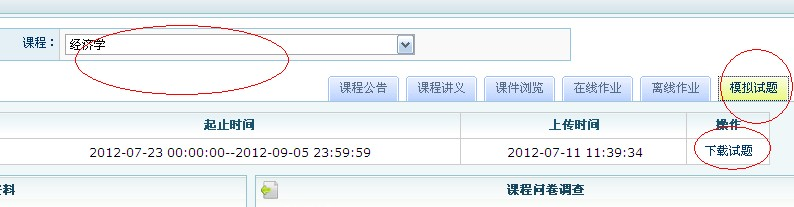 课程： 经济学
课程公告 课程讲义 课件浏览 在线作业 离线作业 模拟试题
起止时间 上传时间 操作
2012-07-23 00:00:00--2012-09-05 23:59:59 2012-07-11 11:39:34 下载试题
资料 课程问卷调查